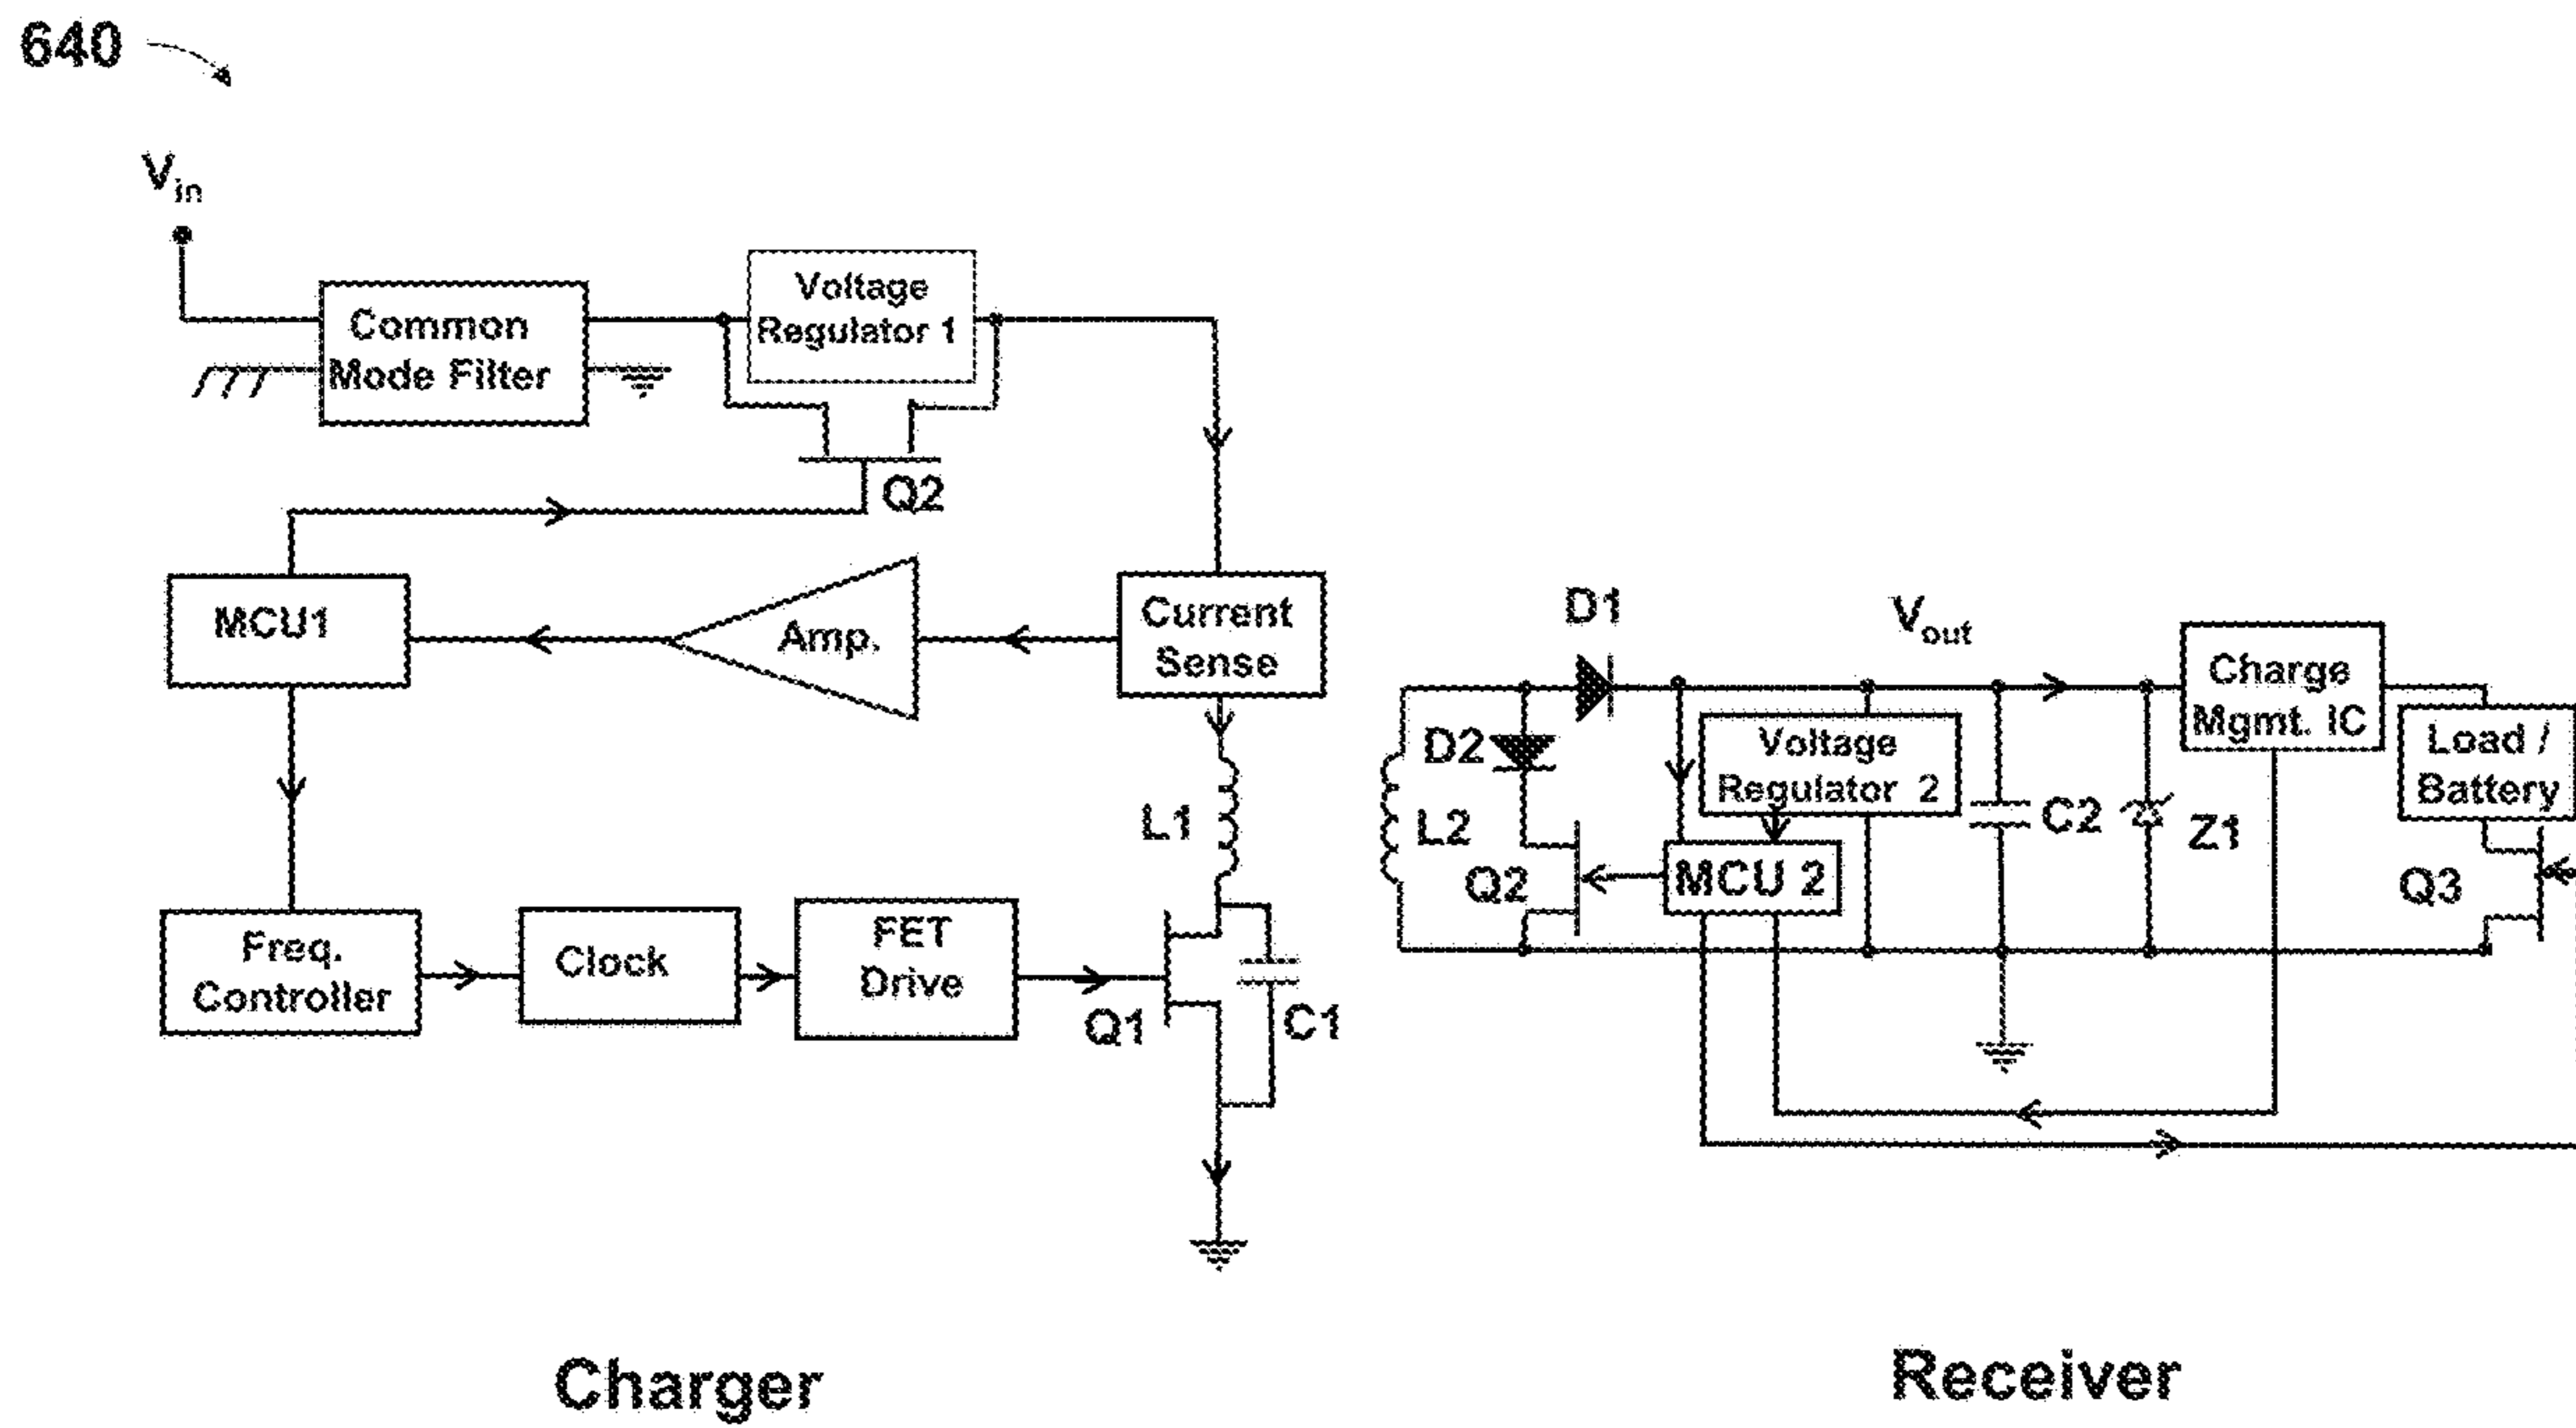 640
Vin
Common
Mode Filter
Voltage
Regulator 1
Q2
MCU1
Amp.
Current
Sense
L1
Freq.
Controller
Clock
FET
Drive
Q1
C1
Charger
D1
Vout
D2
L2
Q2
Voltage
Regulator 2
MCU 2
C2
Z1
Charge
Mgmt. IC
Load /
Battery
Q3
Receiver